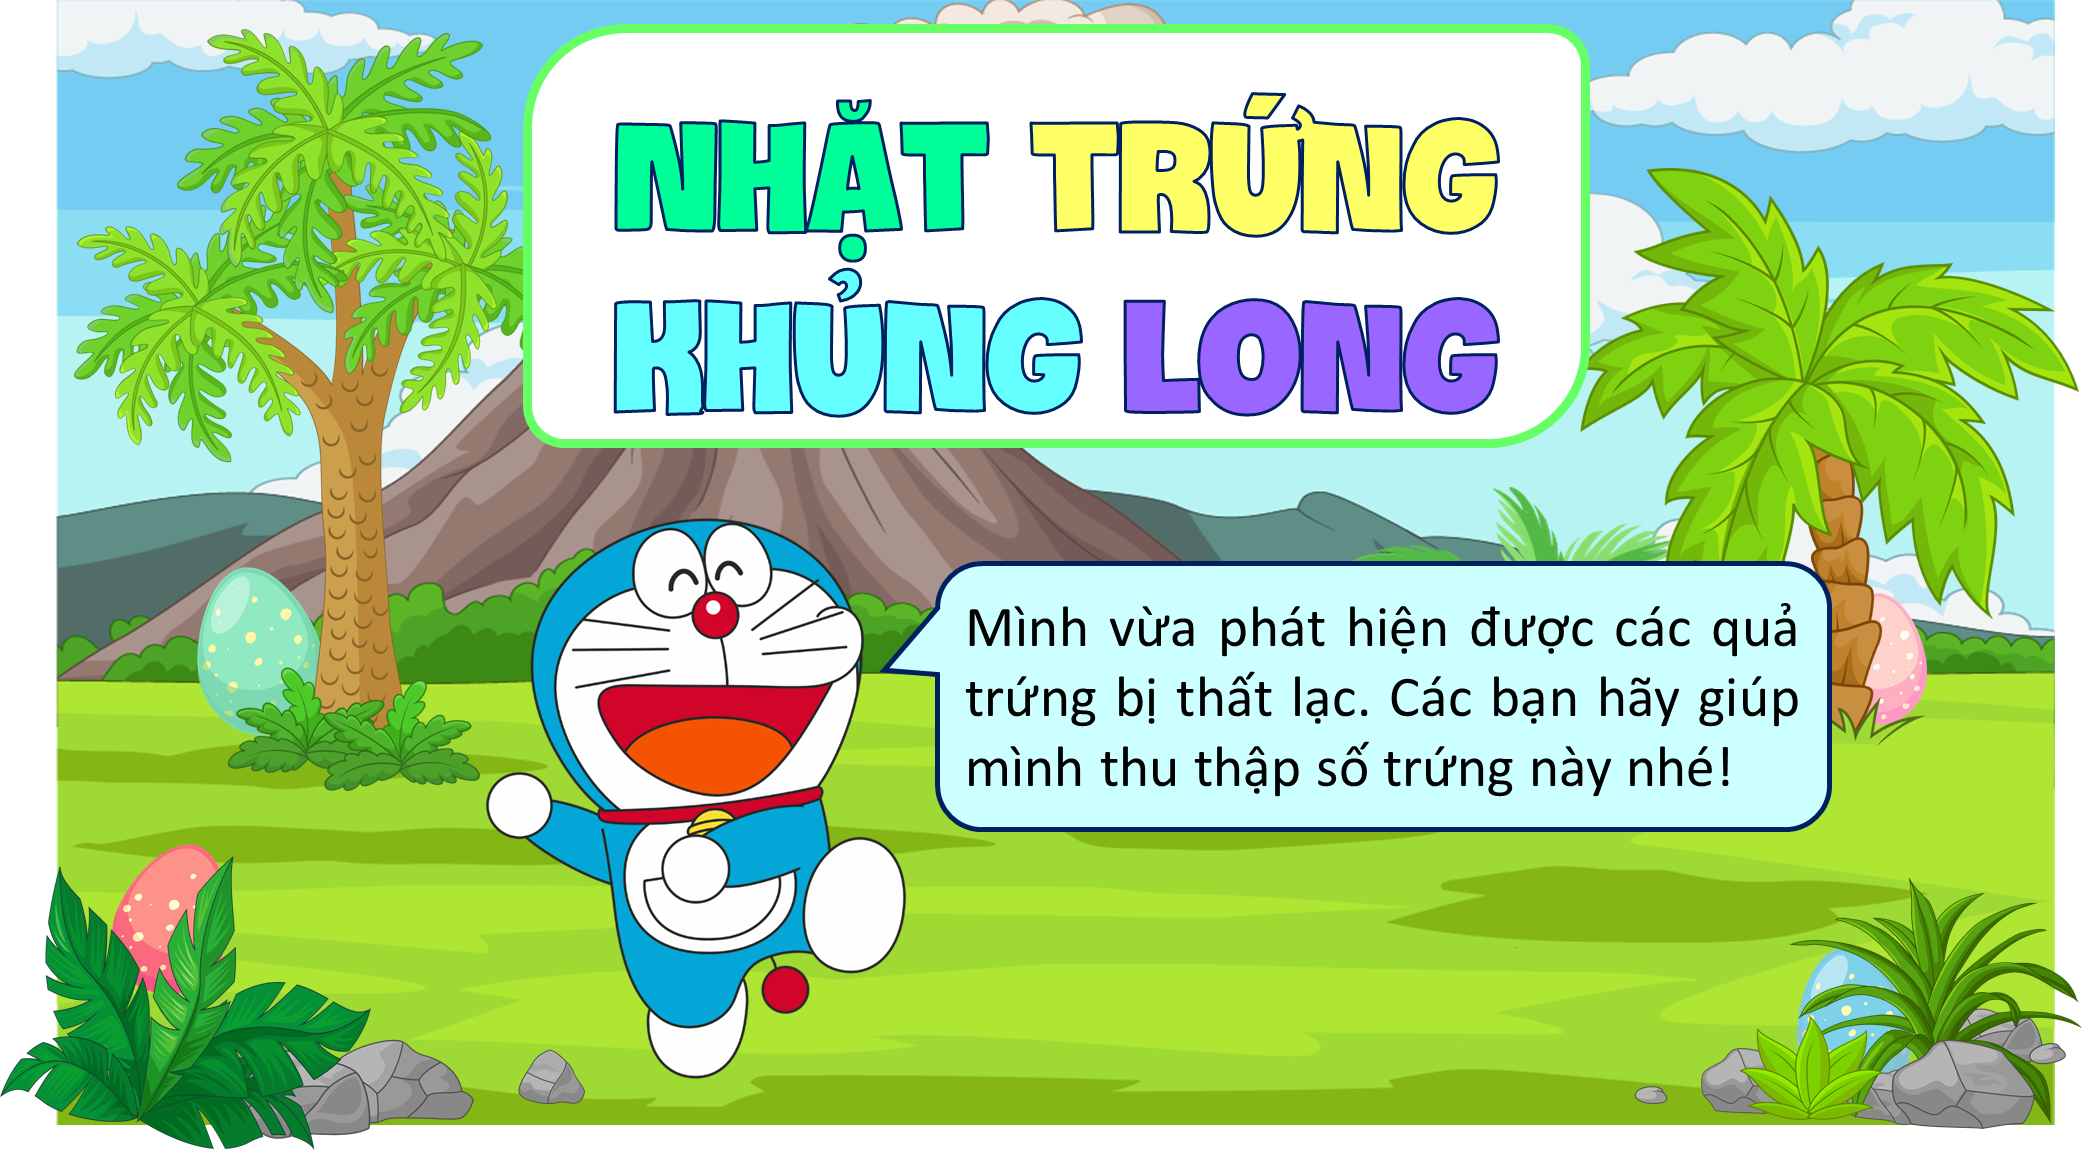 NHẶT TRỨNG
KHỦNG LONG
Mình vừa phát hiện được các quả
trứng bị thất lạc. Các bạn hãy giúp
mình thu thập số trứng này nhé!